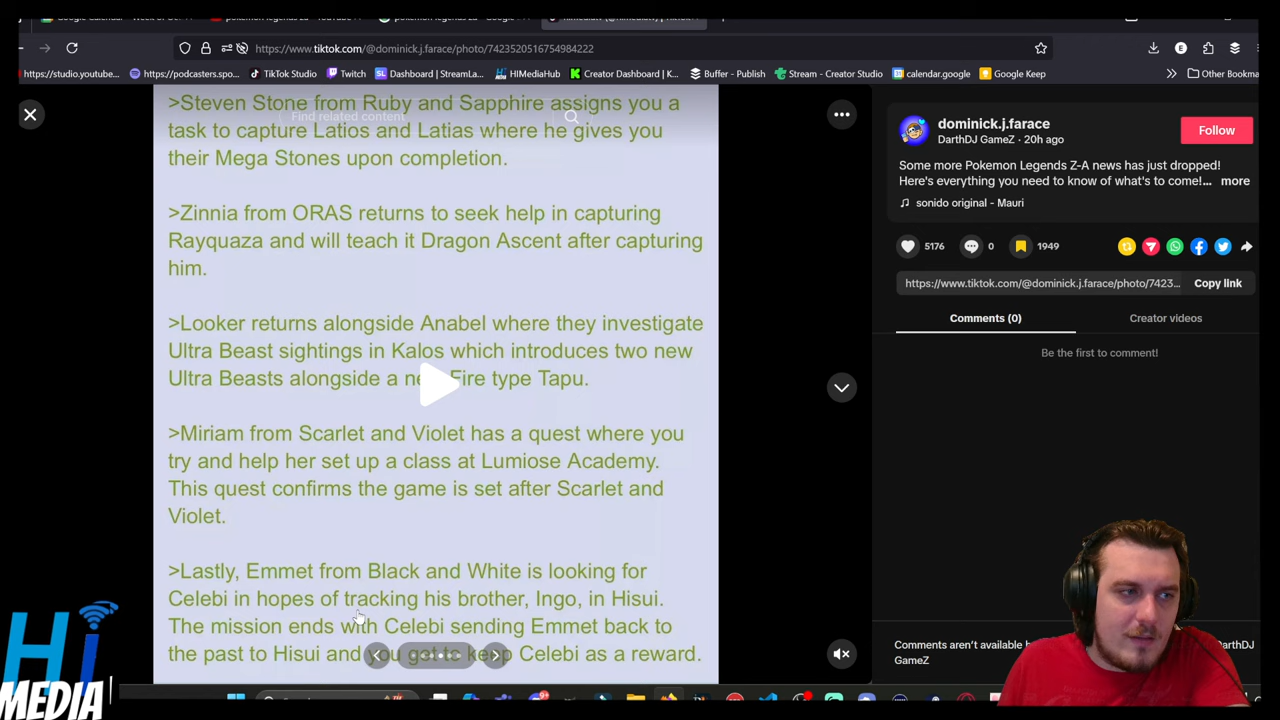 https://www.tiktok.com/@dominick.j.farace/photo/7423520516754984222
https://studio.youtube...
https://podcasters.spo...
TikTok Studio
Twitch
Dashboard | StreamLa...
HIMediaHub
Creator Dashboard | K...
Buffer - Publish
Stream - Creator Studio
calendar.google
Google Keep
Other Bookma
Find related content
>Steven Stone from Ruby and Sapphire assigns you a
task to capture Latios and Latias where he gives you
their Mega Stones upon completion.
>Zinnia from ORAS returns to seek help in capturing
Rayquaza and will teach it Dragon Ascent after capturing
him.
>Looker returns alongside Anabel where they investigate
Ultra Beast sightings in Kalos which introduces two new
Ultra Beasts alongside a Fire type Tapu.
>Miriam from Scarlet and Violet has a quest where you
try and help her set up a class at Lumiose Academy.
This quest confirms the game is set after Scarlet and
Violet.
>Lastly, Emmet from Black and White is looking for
Celebi in hopes of tracking his brother, Ingo, in Hisui.
The mission ends with Celebi sending Emmet back to
the past to Hisui and you get to keep Celebi as a reward.
dominick.j.farace
DarthDJ GameZ · 20h ago
Follow
Some more Pokemon Legends Z-A news has just dropped!
Here's everything you need to know of what's to come!... more
sonido original - Mauri
5176
0
1949
https://www.tiktok.com/@dominick.j.farace/photo/7423...
Copy link
Comments (0)
Creator videos
Be the first to comment!
Comments aren't available
GameZ
Hi
MEDIA